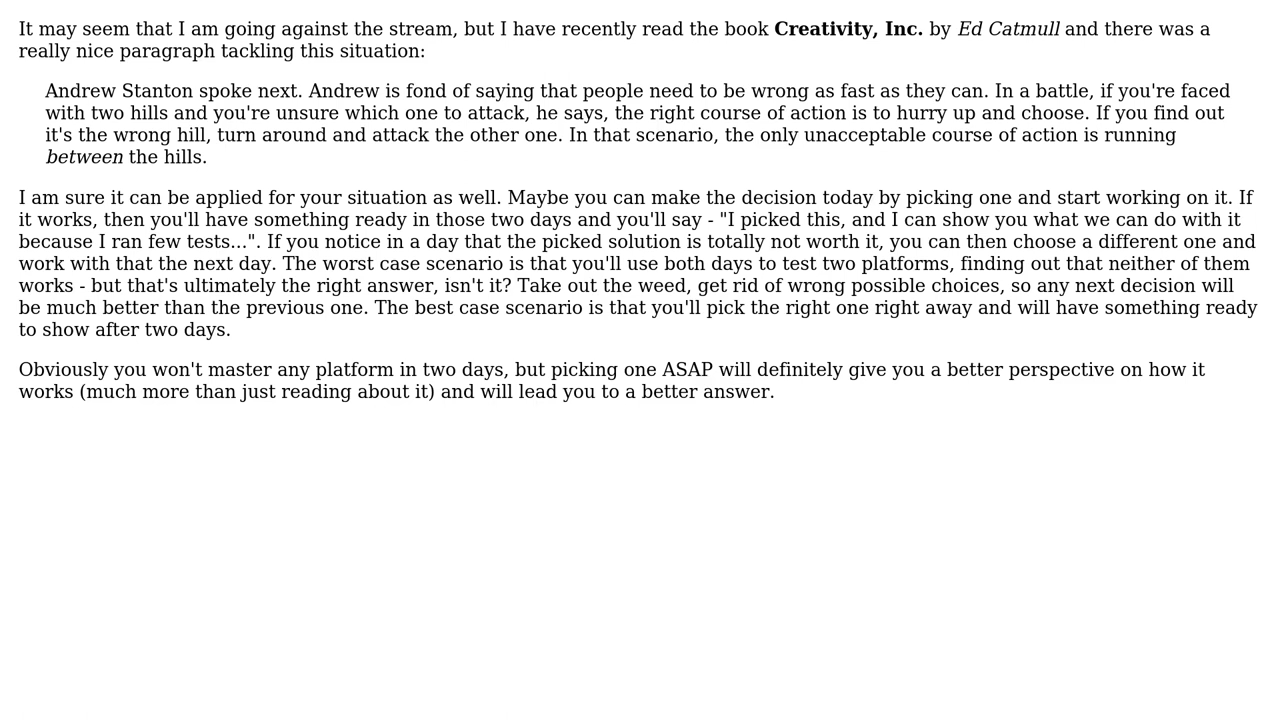 It may seem that I am going against the stream, but I have recently read the book Creativity, Inc. by Ed Catmull and there was a
really nice paragraph tackling this situation:
Andrew Stanton spoke next. Andrew is fond of saying that people need to be wrong as fast as they can. In a battle, if you're faced
with two hills and you're unsure which one to attack, he says, the right course of action is to hurry up and choose. If you find out
it's the wrong hill, turn around and attack the other one. In that scenario, the only unacceptable course of action is running
between the hills.
I am sure it can be applied for your situation as well. Maybe you can make the decision today by picking one and start working on it. If
it works, then you'll have something ready in those two days and you'll say - "I picked this, and I can show you what we can do with it
because I ran few tests...". If you notice in a day that the picked solution is totally not worth it, you can then choose a different one and
work with that the next day. The worst case scenario is that you'll use both days to test two platforms, finding out that neither of them
works - but that's ultimately the right answer, isn't it? Take out the weed, get rid of wrong possible choices, so any next decision will
be much better than the previous one. The best case scenario is that you'll pick the right one right away and will have something ready
to show after two days.
Obviously you won't master any platform in two days, but picking one ASAP will definitely give you a better perspective on how it
works (much more than just reading about it) and will lead you to a better answer.